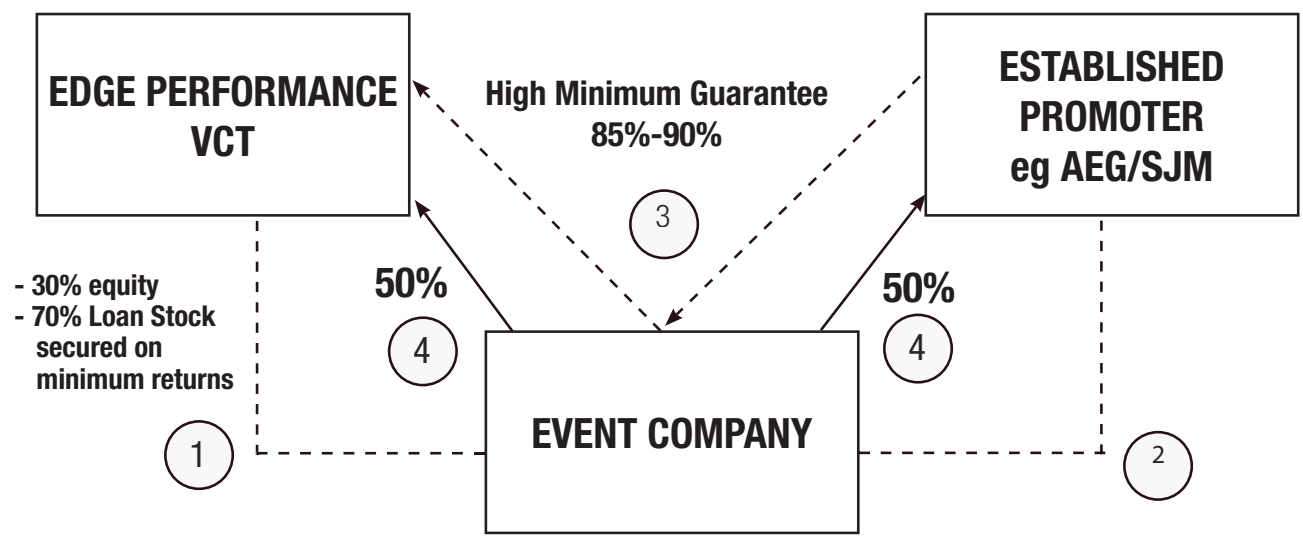 EDGE PERFORMANCE
VCT
High Minimum Guarantee
85%-90%
ESTABLISHED
PROMOTER
eg AEG/SJM
3
- 30% equity
- 70% Loan Stock
secured on
minimum returns
50%
4
50%
4
EVENT COMPANY
1
2